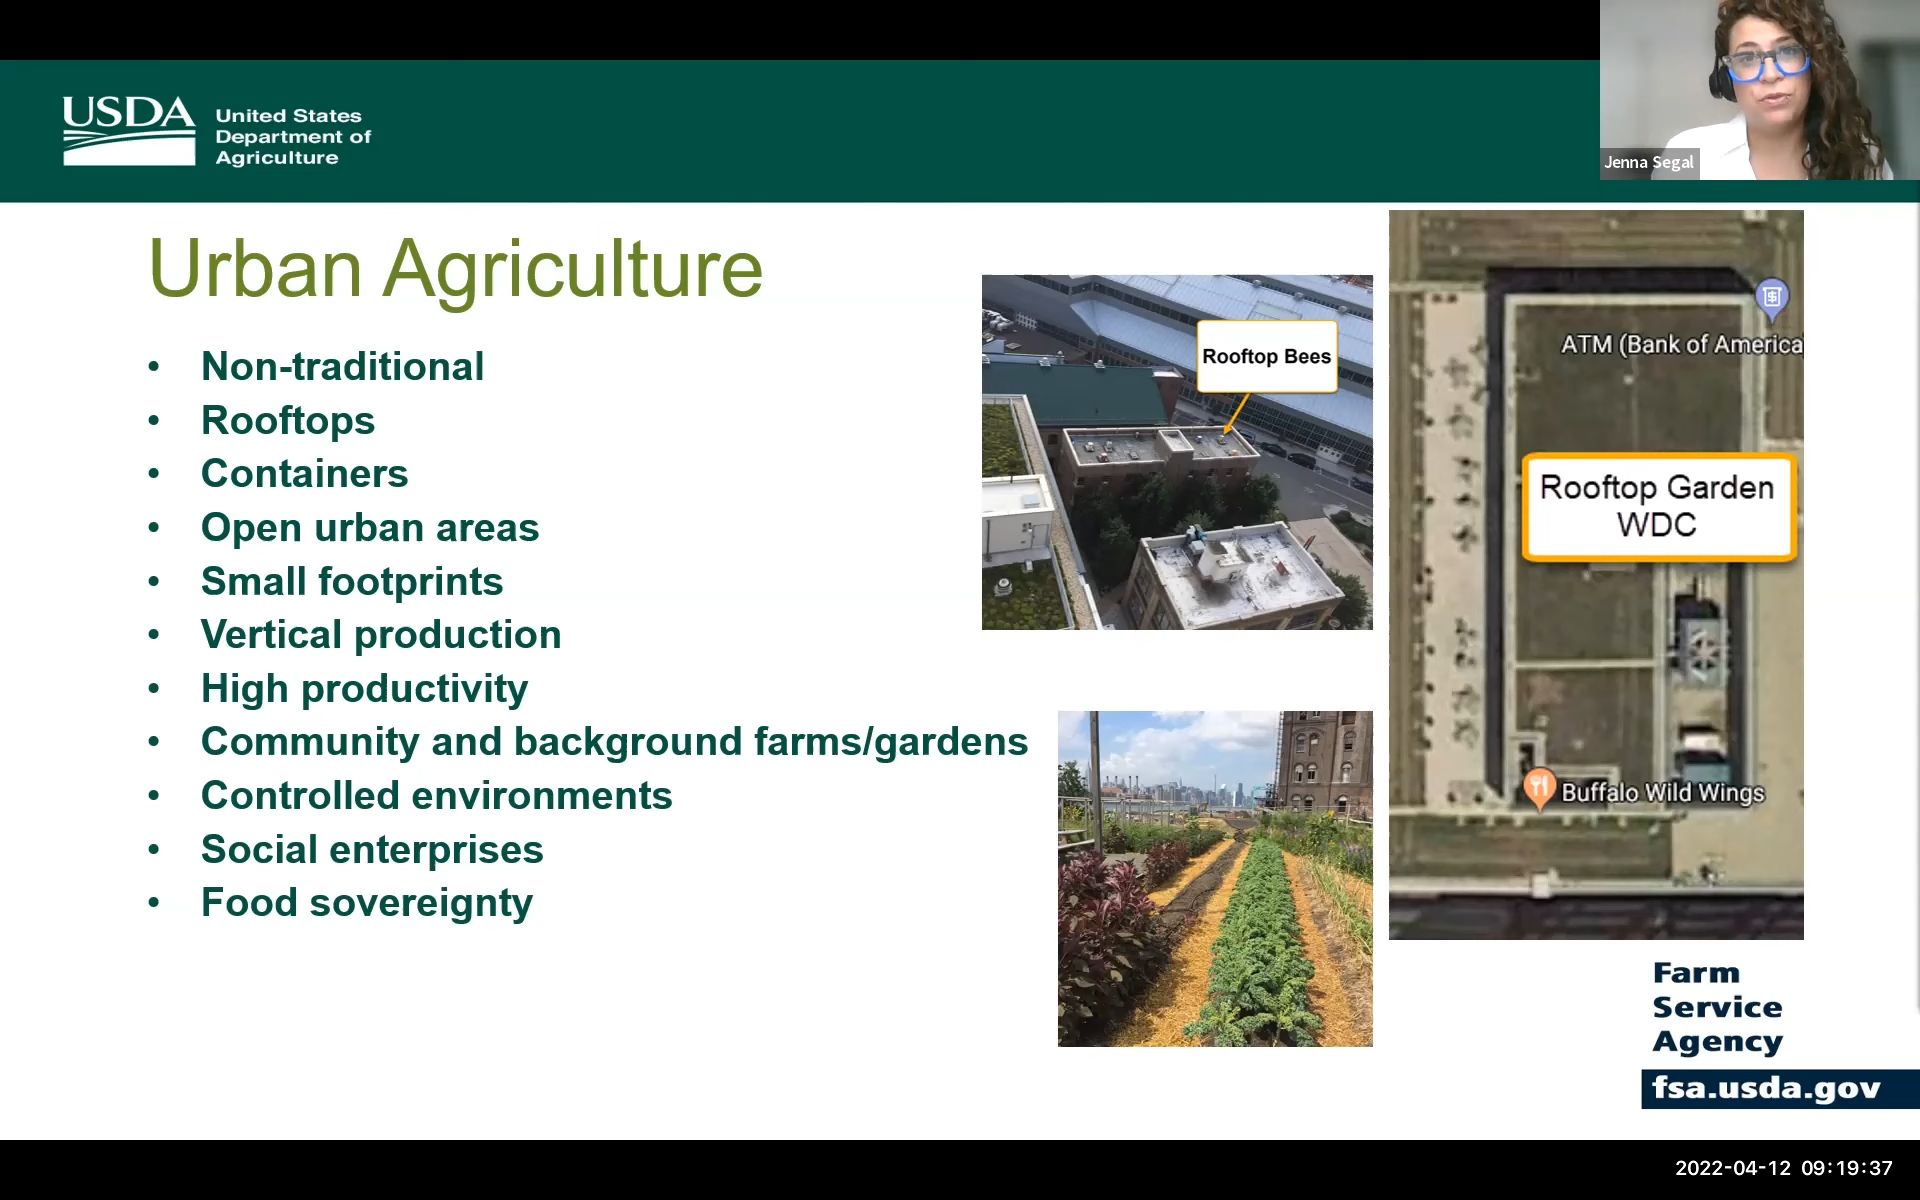 USDA
United States
Department of
Agriculture
Jenna Segal
Urban Agriculture
• Non-traditional
• Rooftops
• Containers
• Open urban areas
• Small footprints
• Vertical production
• High productivity
• Community and background farms/gardens
• Controlled environments
• Social enterprises
• Food sovereignty
Rooftop Bees
ATM (Bank of America
Rooftop Garden
WDC
Buffalo Wild Wings
Farm
Service
Agency
fsa.usda.gov
2022-04-12 09:19:37